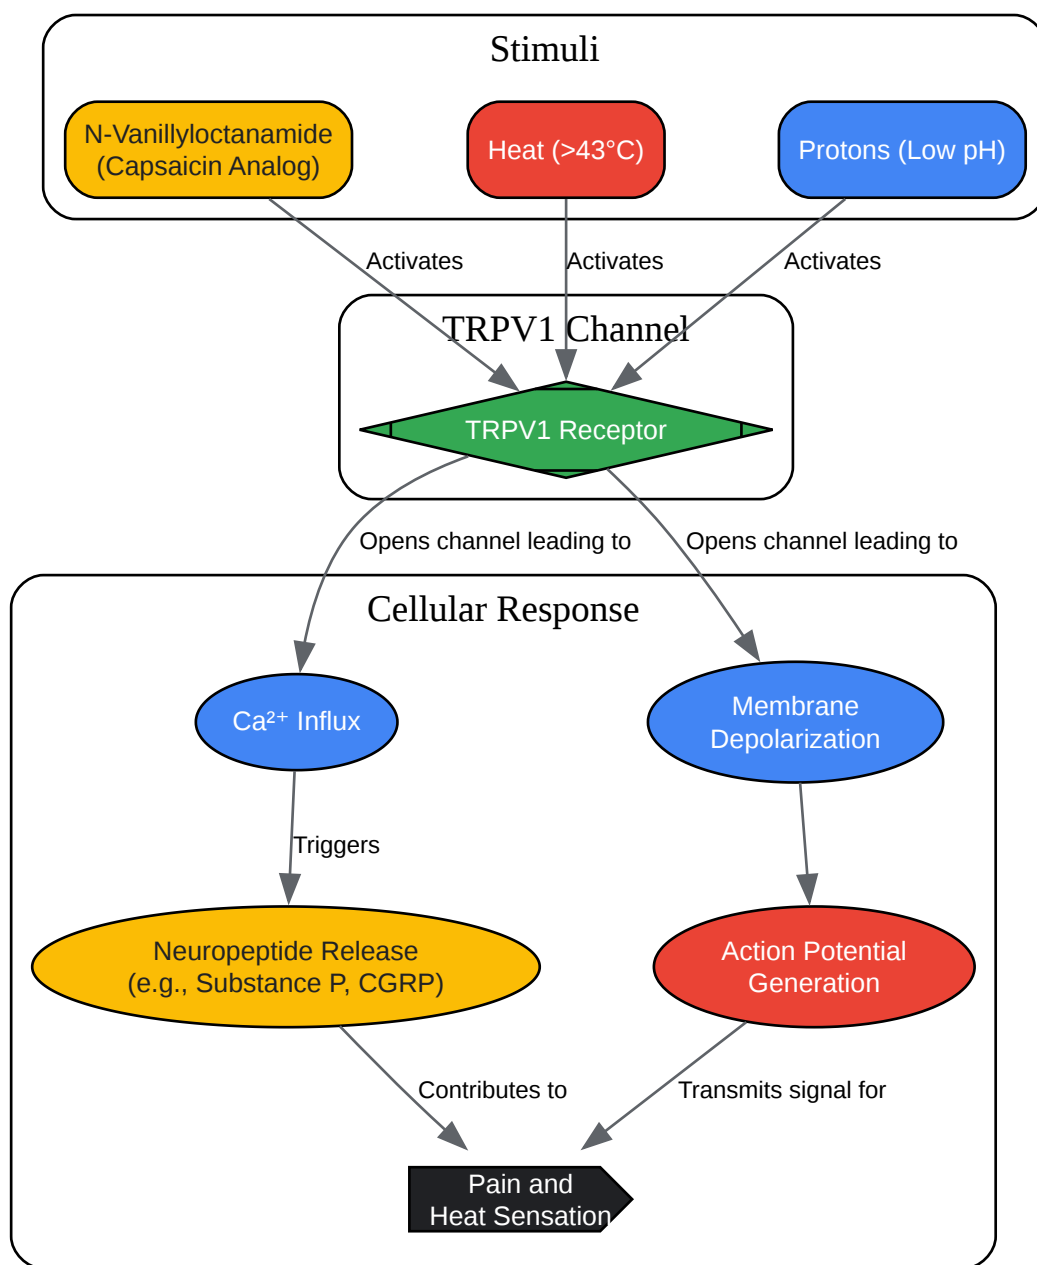 Stimuli
N-Vanillyloctanamide
(Capsaicin Analog)
Heat (>43°C)
Protons (Low pH)
Activates
Activates
Activates
TRPV1 Channel
TRPV1 Receptor
Opens channel leading to
Opens channel leading to
Cellular Response
Ca²⁺ Influx
Membrane
Depolarization
Triggers
Neuropeptide Release
(e.g., Substance P, CGRP)
Action Potential
Generation
Contributes to
Transmits signal for
Pain and
Heat Sensation